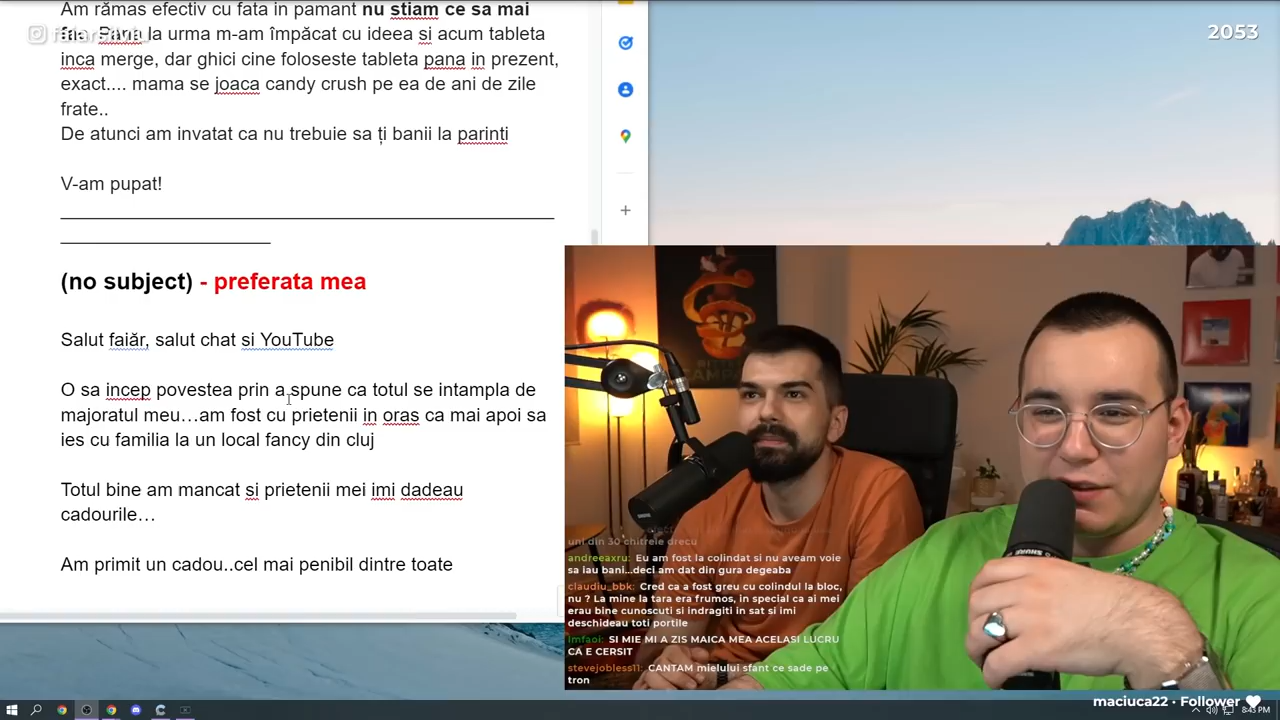 Am rămas efectiv cu fata in pamant nu stiam ce sa mai
la urma m-am împăcat cu ideea si acum tableta
inca merge, dar ghici cine foloseste tableta pana in prezent,
exact.... mama se joaca candy crush pe ea de ani de zile
frate..
De atunci am invatat ca nu trebuie sa ți banii la parinti
V-am pupat!
(no subject) - preferata mea
Salut faiăr, salut chat si YouTube
O sa incep povestea prin a spune ca totul se intampla de
majoratul meu…am fost cu prietenii in oras ca mai apoi sa
ies cu familia la un local fancy din cluj
Totul bine am mancat si prietenii mei imi dadeau
cadourile…
Am primit un cadou..cel mai penibil dintre toate
2053
uni din 30 chitrele drecu
andreeaxru: Eu am fost la colindat si nu aveam voie
sa iau bani...deci am dat din gura degeaba
claudiu_bbk: Cred ca a fost greu cu colindul la bloc,
nu ? La mine la tara era frumos, in special ca ai mei
erau bine cunoscuti si indragiti in sat si imi
deschideau toti portile
lmfaoi: SI MIE MI A ZIS MAICA MEA ACELASI LUCRU
CA E CERSIT
stevejobless11: CANTAM mielului sfant ce sade pe
tron
maciuca22 · Follower
8:43 PM